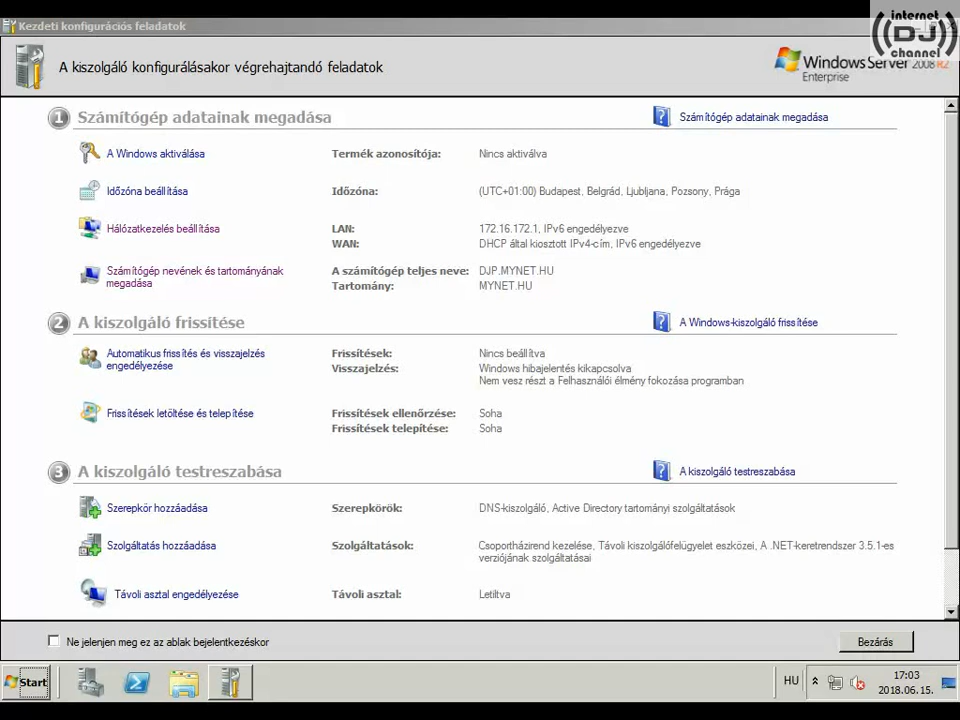 Kezdeti konfigurációs feladatok
internet
DJ
channel
A kiszolgáló konfigurálásakor végrehajtandó feladatok
Windows Server 2008 R2
Enterprise
1 Számítógép adatainak megadása
Számítógép adatainak megadása
A Windows aktiválása Termék azonosítója: Nincs aktiválva
Időzóna beállítása Időzóna: (UTC+01:00) Budapest, Belgrád, Ljubljana, Pozsony, Prága
Hálózatkezelés beállítása LAN: 172.16.172.1, IPv6 engedélyezve
WAN: DHCP által kiosztott IPv4-cím, IPv6 engedélyezve
Számítógép nevének és tartományának A számítógép teljes neve: DJP.MYNET.HU
megadása Tartomány: MYNET.HU
2 A kiszolgáló frissítése
A Windows-kiszolgáló frissítése
Automatikus frissítés és visszajelzés Frissítések: Nincs beállítva
engedélyezése Visszajelzés: Windows hibajelentés kikapcsolva
Nem vesz részt a Felhasználói élmény fokozása programban
Frissítések letöltése és telepítése Frissítések ellenőrzése: Soha
Frissítések telepítése: Soha
3 A kiszolgáló testreszabása
A kiszolgáló testreszabása
Szerepkör hozzáadása Szerepkörök: DNS-kiszolgáló, Active Directory tartományi szolgáltatások
Szolgáltatás hozzáadása Szolgáltatások: Csoportházirend kezelése, Távoli kiszolgálófelügyelet eszközei, A .NET-keretrendszer 3.5.1-es
verziójának szolgáltatásai
Távoli asztal engedélyezése Távoli asztal: Letiltva
Ne jelenjen meg ez az ablak bejelentkezéskor
Bezárás
Start
HU
17:03
2018.06.15.